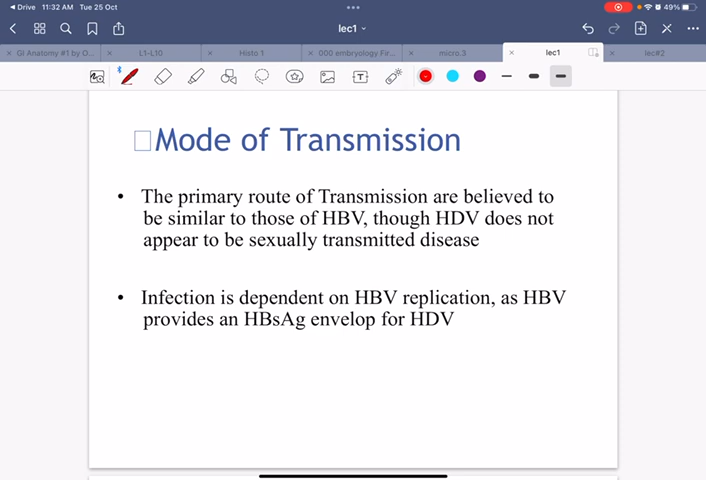 Drive 11:32 AM Tue 25 Oct
49%
lec1
GI Anatomy #1 by O...
L1-L10
Histo 1
000 embryology Fir...
micro.3
lec1
lec#2
Mode of Transmission
• The primary route of Transmission are believed to
be similar to those of HBV, though HDV does not
appear to be sexually transmitted disease
• Infection is dependent on HBV replication, as HBV
provides an HBsAg envelop for HDV